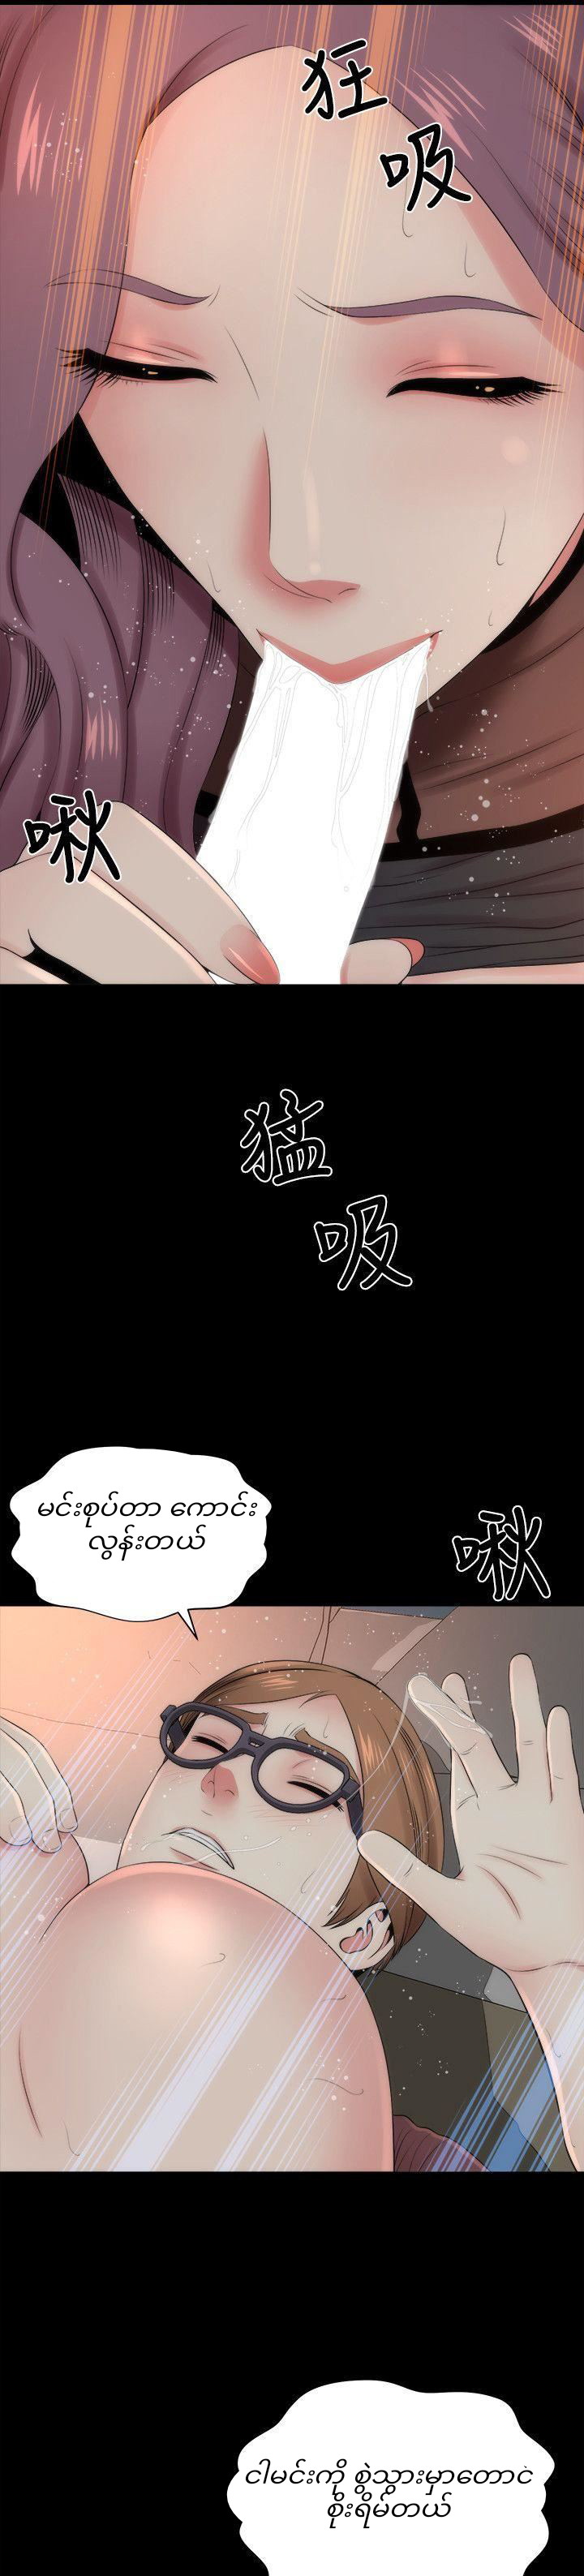 狂
吸
啾
猛
吸
မင်းစုပ်တာ ကောင်း
လွန်းတယ်
啾
ငါမင်းကို စွဲသွားမှာတောင်
စိုးရိမ်တယ်